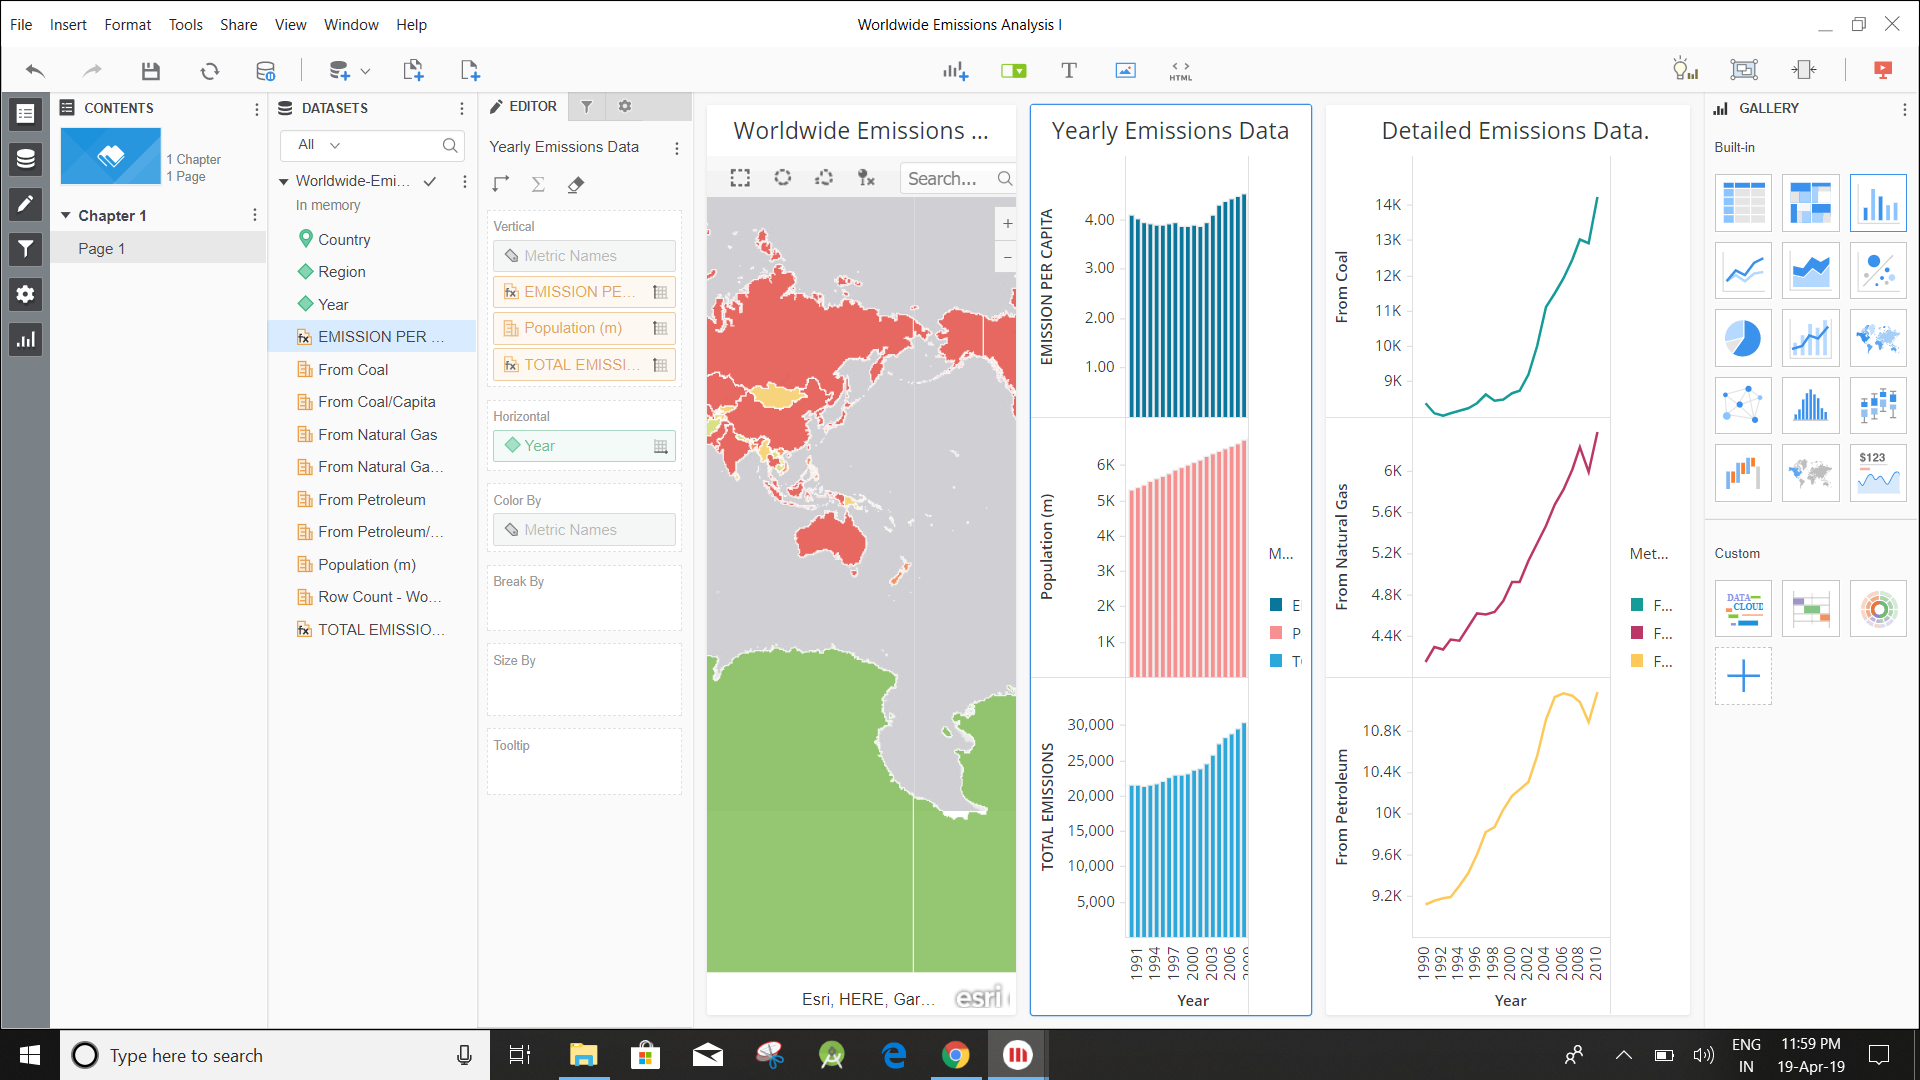 File Insert Format Tools Share View Window Help
Worldwide Emissions Analysis I
HTML
CONTENTS
1 Chapter
1 Page
Chapter 1
Page 1
DATASETS
All
Worldwide-Emi...
In memory
Country
Region
Year
EMISSION PER ...
From Coal
From Coal/Capita
From Natural Gas
From Natural Ga...
From Petroleum
From Petroleum/...
Population (m)
Row Count - Wo...
TOTAL EMISSIO...
EDITOR
Yearly Emissions Data
Vertical
Metric Names
EMISSION PE...
Population (m)
TOTAL EMISSI...
Horizontal
Year
Color By
Metric Names
Break By
Size By
Tooltip
Worldwide Emissions ...
Search...
+
−
Esri, HERE, Gar...
esri
Yearly Emissions Data
EMISSION PER CAPITA
4.00
3.00
2.00
1.00
Population (m)
6K
5K
4K
3K
2K
1K
TOTAL EMISSIONS
30,000
25,000
20,000
15,000
10,000
5,000
1991 1994 1997 2000 2003 2006
Year
M...
E
P
Detailed Emissions Data.
From Coal
14K
13K
12K
11K
10K
9K
From Natural Gas
6K
5.6K
5.2K
4.8K
4.4K
From Petroleum
10.8K
10.4K
10K
9.6K
9.2K
1990 1992 1994 1996 1998 2000 2002 2004 2006 2008 2010
Year
Met...
F...
F...
F...
GALLERY
Built-in
$123
Custom
DATA
CLOUD
Type here to search
ENG
IN
11:59 PM
19-Apr-19